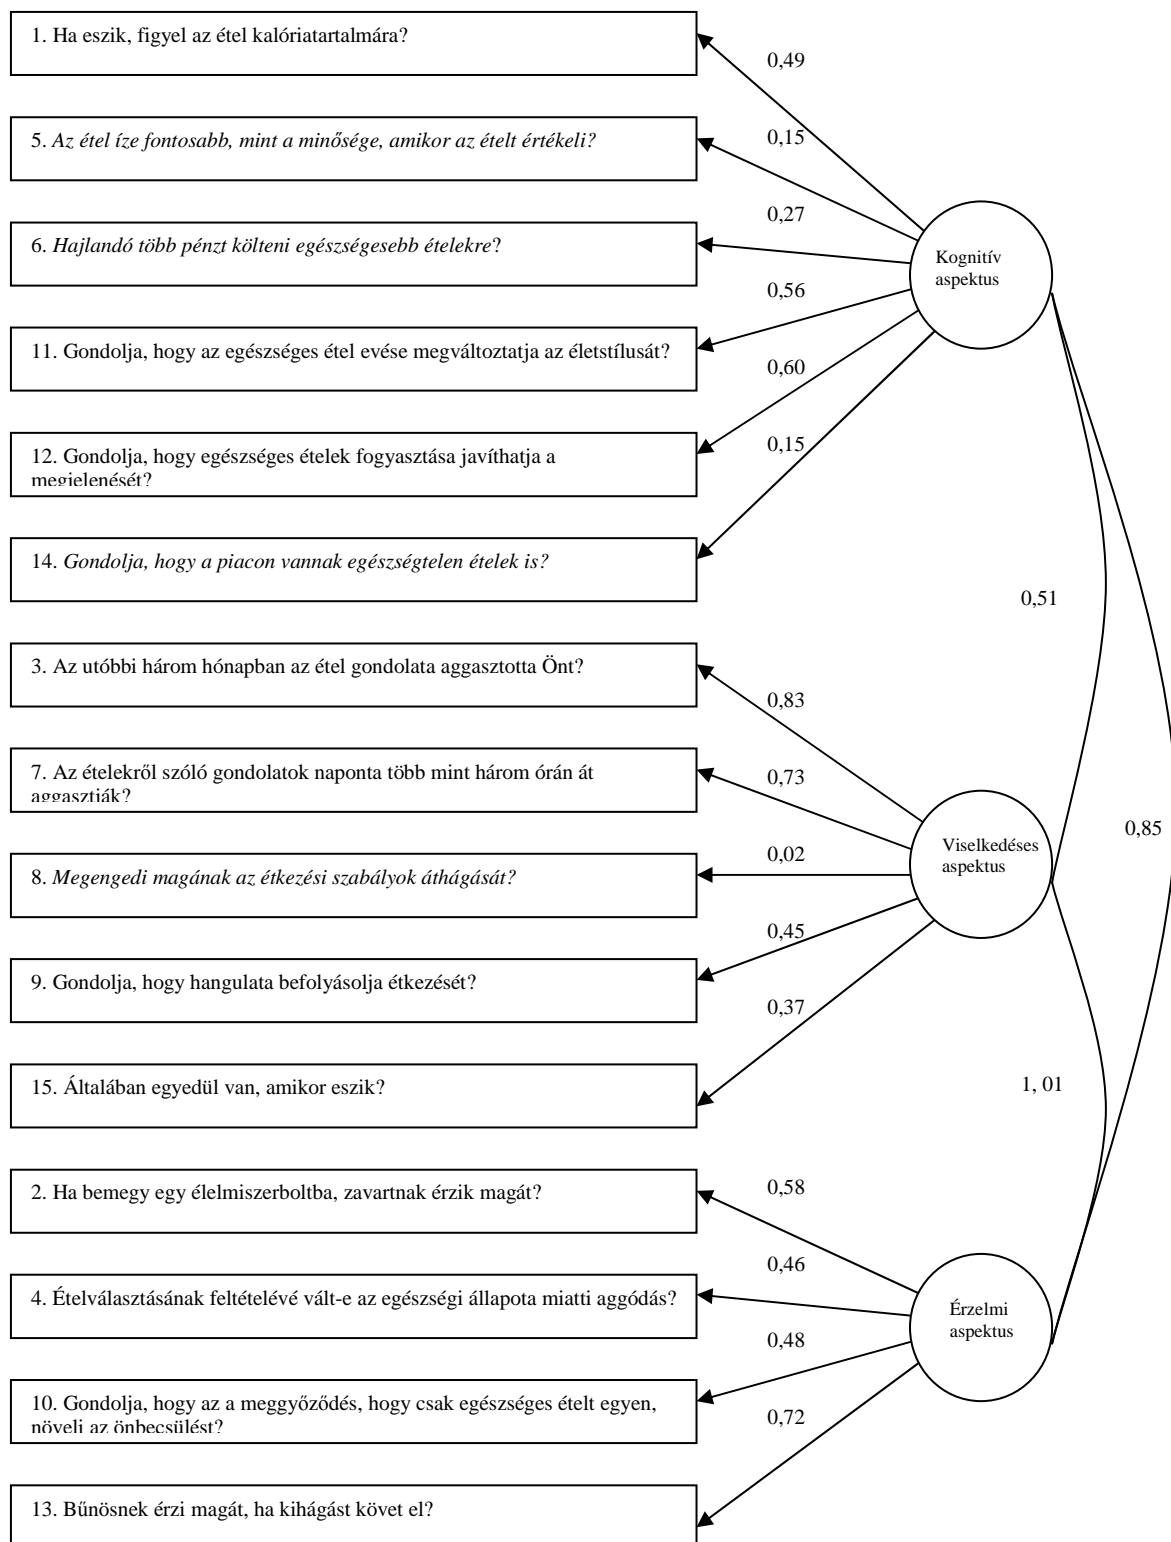 1. Ha eszik, figyel az étel kalóriatartalmára?
0,49
5. Az étel íze fontosabb, mint a minősége, amikor az ételt értékeli?
0,15
6. Hajlandó több pénzt költeni egészségesebb ételekre?
0,27
Kognitív
aspektus
11. Gondolja, hogy az egészséges étel evése megváltoztatja az életstílusát?
0,56
12. Gondolja, hogy egészséges ételek fogyasztása javíthatja a
megjelenését?
0,60
14. Gondolja, hogy a piacon vannak egészségtelen ételek is?
0,15
0,51
3. Az utóbbi három hónapban az étel gondolata aggasztotta Önt?
0,83
7. Az ételekről szóló gondolatok naponta több mint három órán át
aggasztják?
0,73
0,85
Viselkedéses
aspektus
8. Megengedi magának az étkezési szabályok áthágását?
0,02
9. Gondolja, hogy hangulata befolyásolja étkezését?
0,45
15. Általában egyedül van, amikor eszik?
0,37
1, 01
2. Ha bemegy egy élelmiszerboltba, zavartnak érzik magát?
0,58
4. Ételválasztásának feltételévé vált-e az egészségi állapota miatti aggódás?
0,46
Érzelmi
aspektus
10. Gondolja, hogy az a meggyőződés, hogy csak egészséges ételt egyen,
növeli az önbecsülést?
0,48
13. Bűnösnek érzi magát, ha kihágást követ el?
0,72